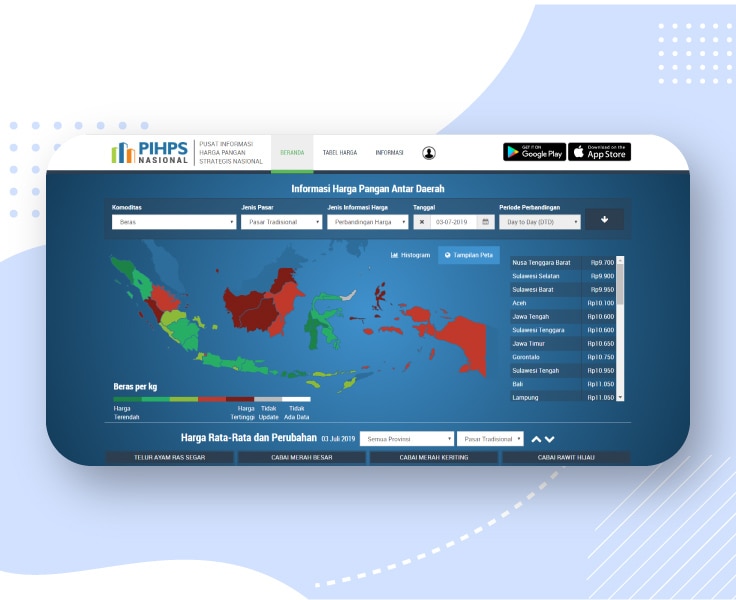 PIHPS
NASIONAL
PUSAT INFORMASI
HARGA PANGAN
STRATEGIS NASIONAL
BERANDA
TABEL HARGA
INFORMASI
GET IT ON
Google Play
Download on the
App Store
Informasi Harga Pangan Antar Daerah
Komoditas
Jenis Pasar
Jenis Informasi Harga
Tanggal
Periode Perbandingan
Beras
Pasar Tradisional
Perbandingan Harga
03-07-2019
Day to Day (DTD)
Histogram
Tampilan Peta
Nusa Tenggara Barat Rp9.700
Sulawesi Selatan Rp9.900
Sulawesi Barat Rp9.950
Aceh Rp10.100
Jawa Tengah Rp10.600
Sulawesi Tenggara Rp10.600
Jawa Timur Rp10.650
Gorontalo Rp10.750
Sulawesi Tengah Rp10.950
Bali Rp11.050
Lampung Rp11.050
Beras per kg
Harga
Terendah
Harga
Tertinggi
Tidak
Update
Tidak
Ada Data
Harga Rata-Rata dan Perubahan 03 Juli 2019
Semua Provinsi
Pasar Tradisional
TELUR AYAM RAS SEGAR
CABAI MERAH BESAR
CABAI MERAH KERITING
CABAI RAWIT HIJAU